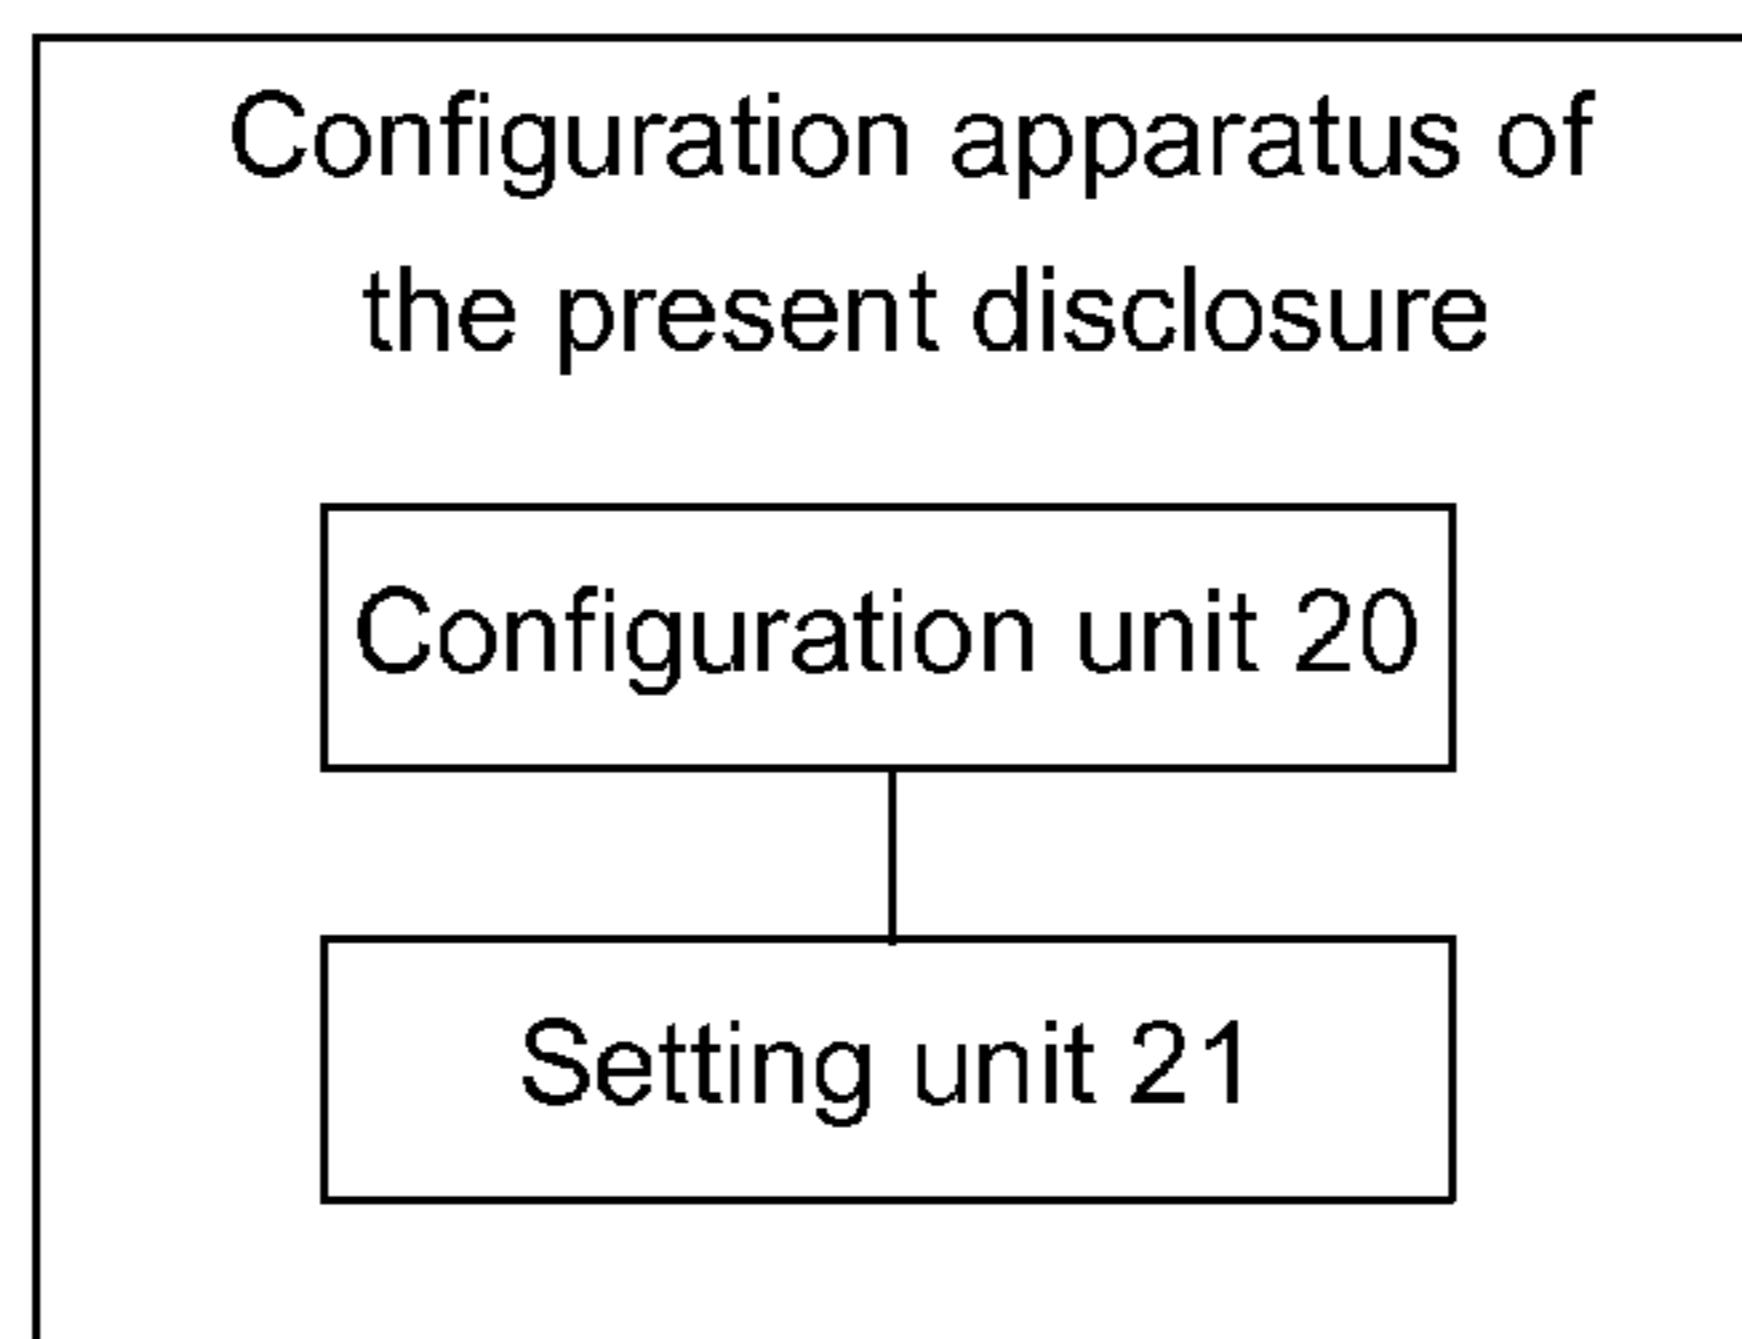 Configuration apparatus of
the present disclosure
Configuration unit 20
Setting unit 21